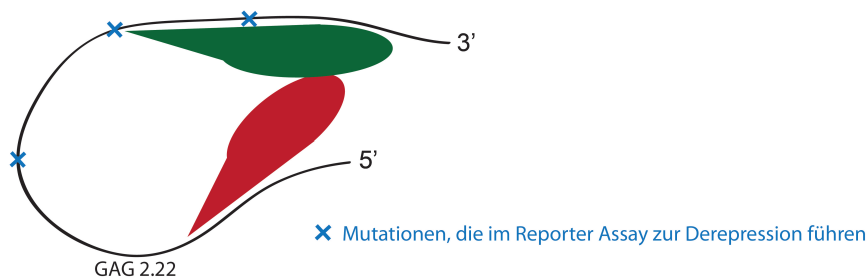 3’
5’
× Mutationen, die im Reporter Assay zur Derepression führen
GAG 2.22